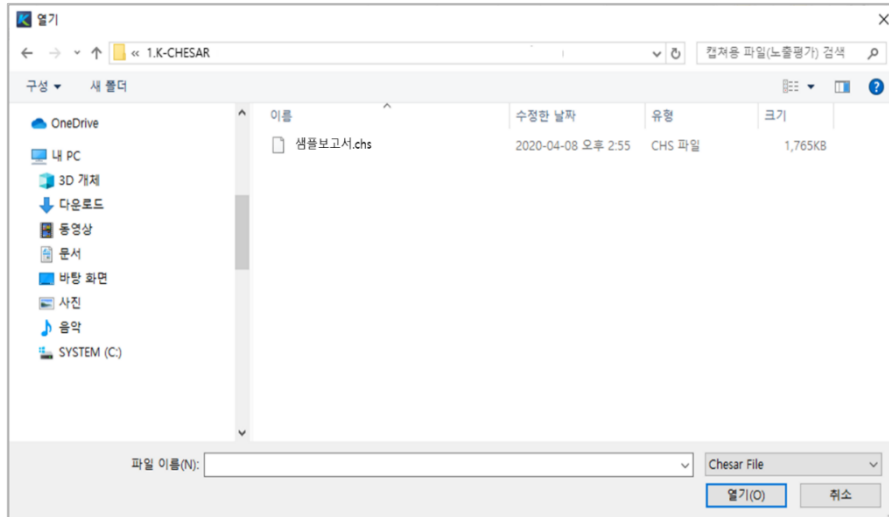 열기
« 1.K-CHESAR
캡쳐용 파일(노출평가) 검색
구성 새 폴더
이름 수정한 날짜 유형 크기
샘플보고서.chs 2020-04-08 오후 2:55 CHS 파일 1,765KB
OneDrive
내 PC
3D 개체
다운로드
동영상
문서
바탕 화면
사진
음악
SYSTEM (C:)
파일 이름(N):
Chesar File
열기(O) 취소